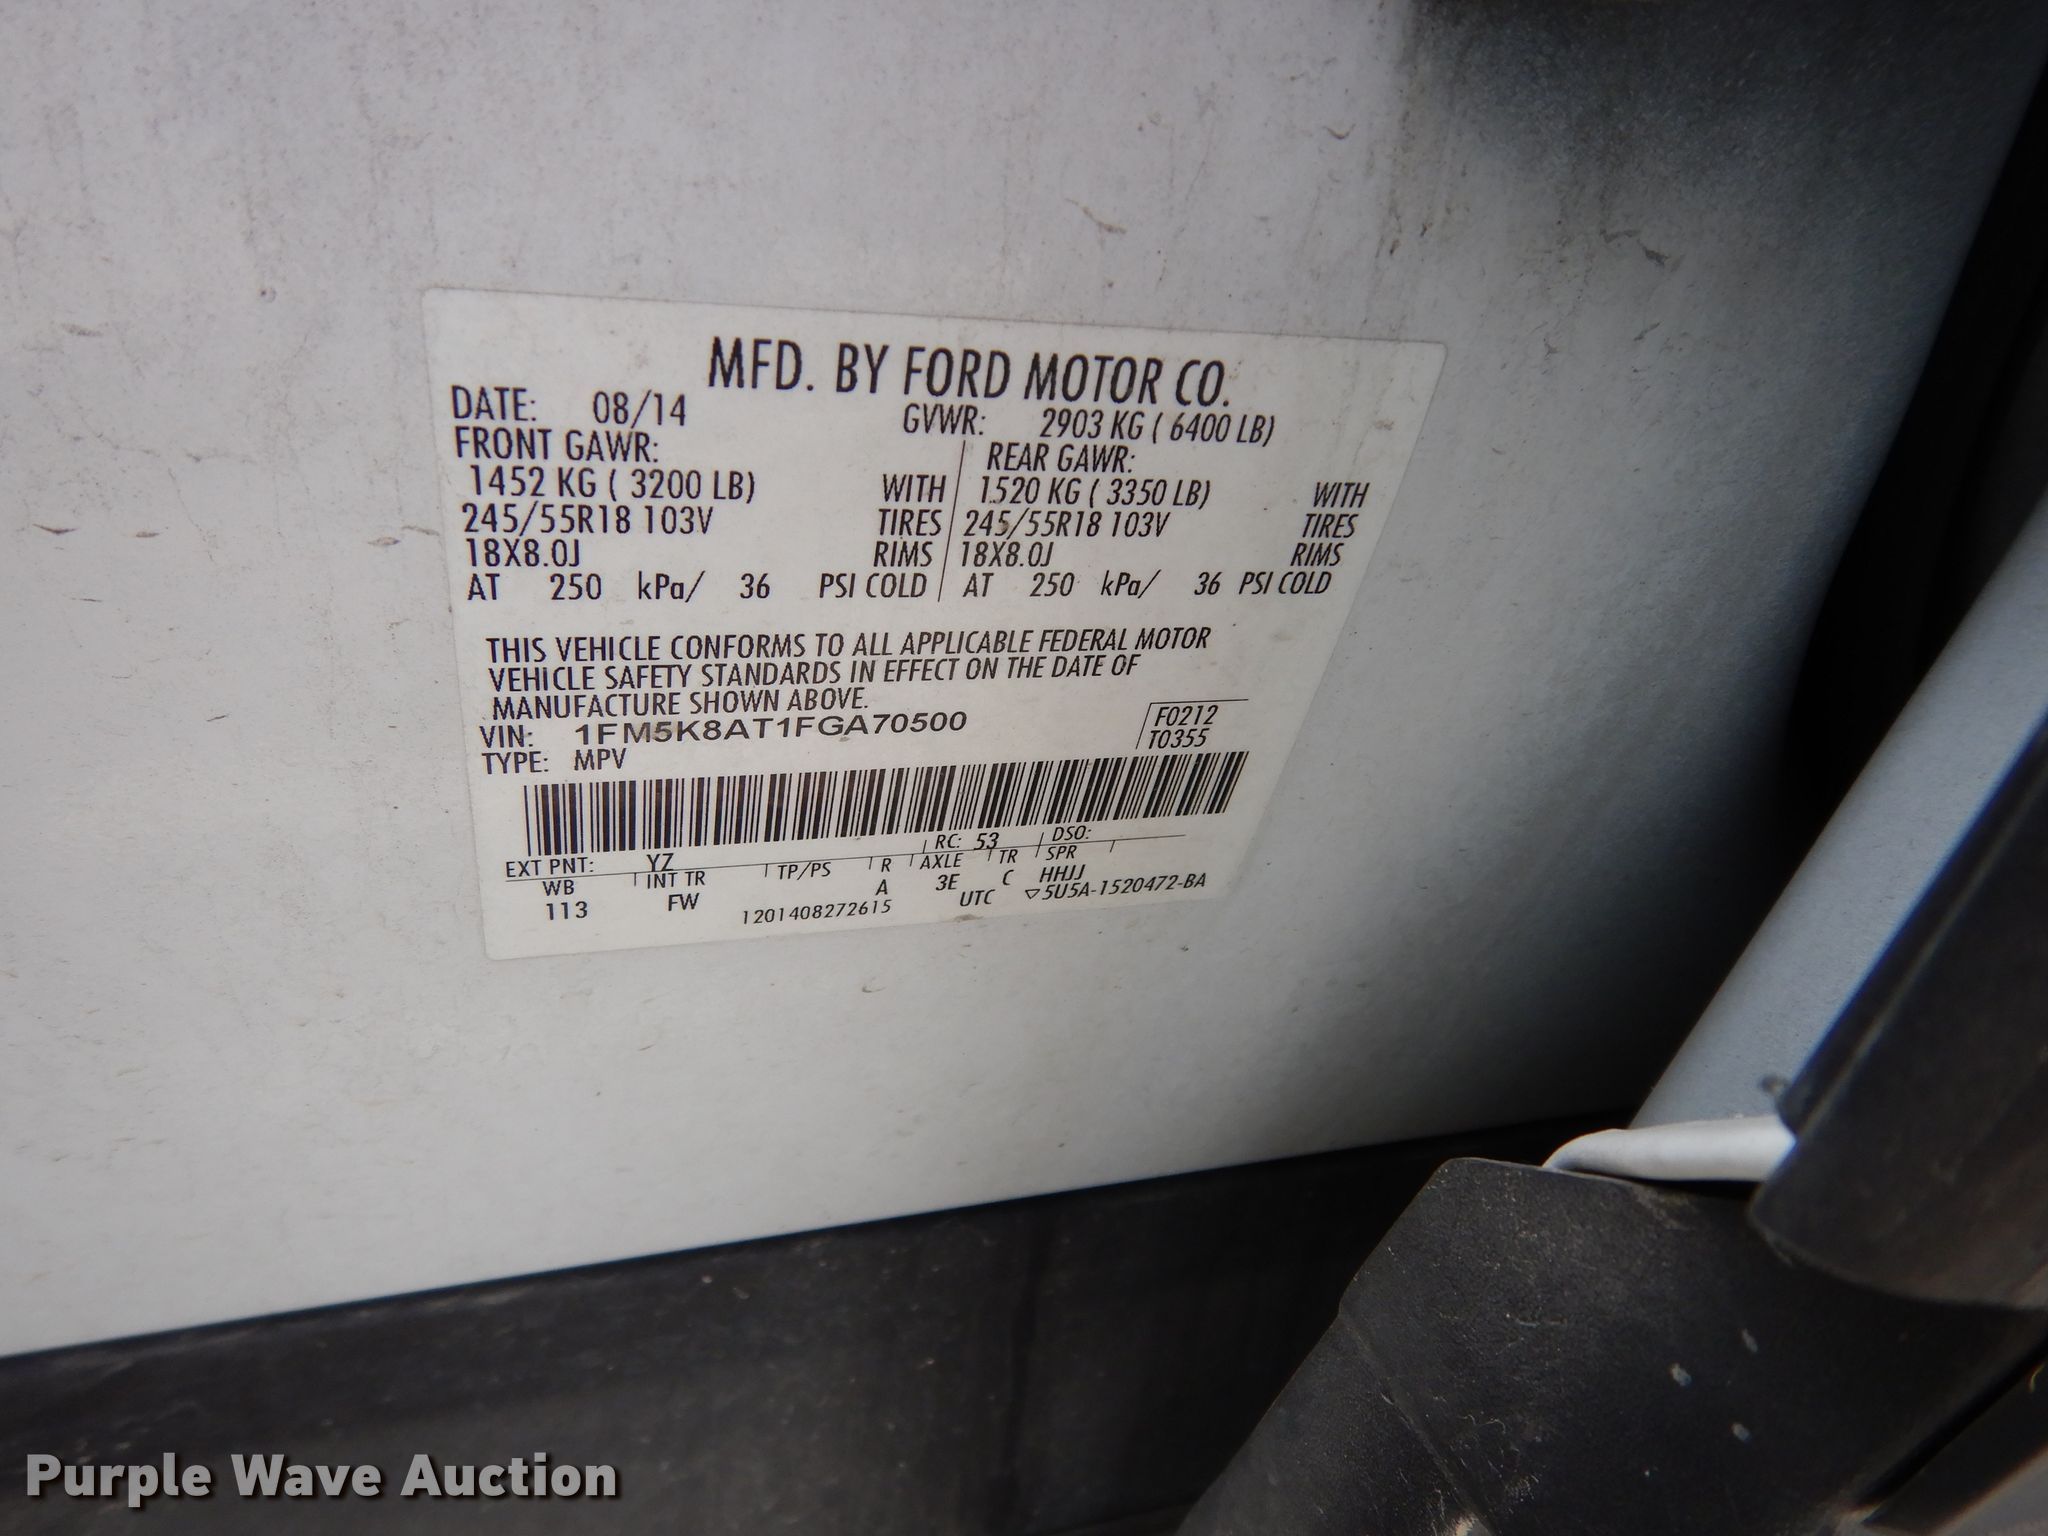 MFD. BY FORD MOTOR CO.
DATE: 08/14 GVWR: 2903 KG ( 6400 LB)
FRONT GAWR: REAR GAWR:
1452 KG ( 3200 LB) WITH 1520 KG ( 3350 LB) WITH
245/55R18 103V TIRES 245/55R18 103V TIRES
18X8.0J RIMS 18X8.0J RIMS
AT 250 kPa/ 36 PSI COLD AT 250 kPa/ 36 PSI COLD
THIS VEHICLE CONFORMS TO ALL APPLICABLE FEDERAL MOTOR
VEHICLE SAFETY STANDARDS IN EFFECT ON THE DATE OF
MANUFACTURE SHOWN ABOVE.
VIN: 1FM5K8AT1FGA70500 F0212
TYPE: MPV T0355
EXT PNT: YZ RC: 53 DSO:
WB INT TR TP/PS R AXLE TR SPR
113 FW A 3E C HHJJ
1201408272615 UTC ▽5U5A-1520472-BA
Purple Wave Auction